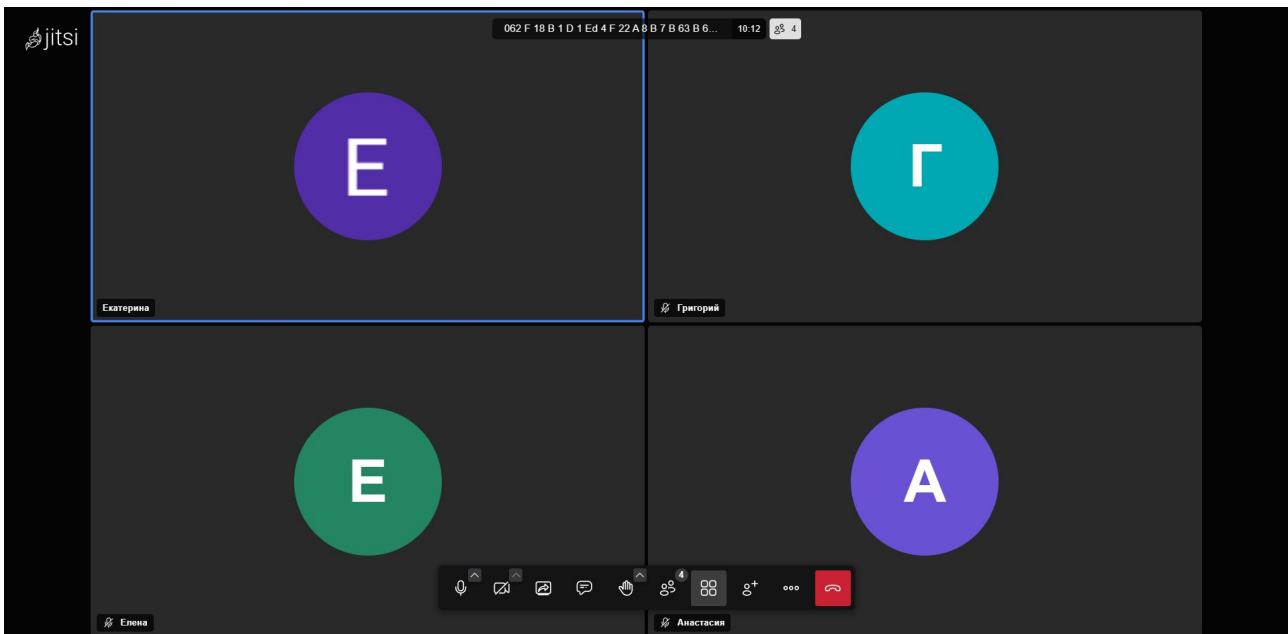 jitsi
062 F 18 B 1 D 1 Ed 4 F 22 A 8 B 7 B 63 B 6... 10:12 4
E Г
Екатерина Григорий
E A
4
Елена Анастасия